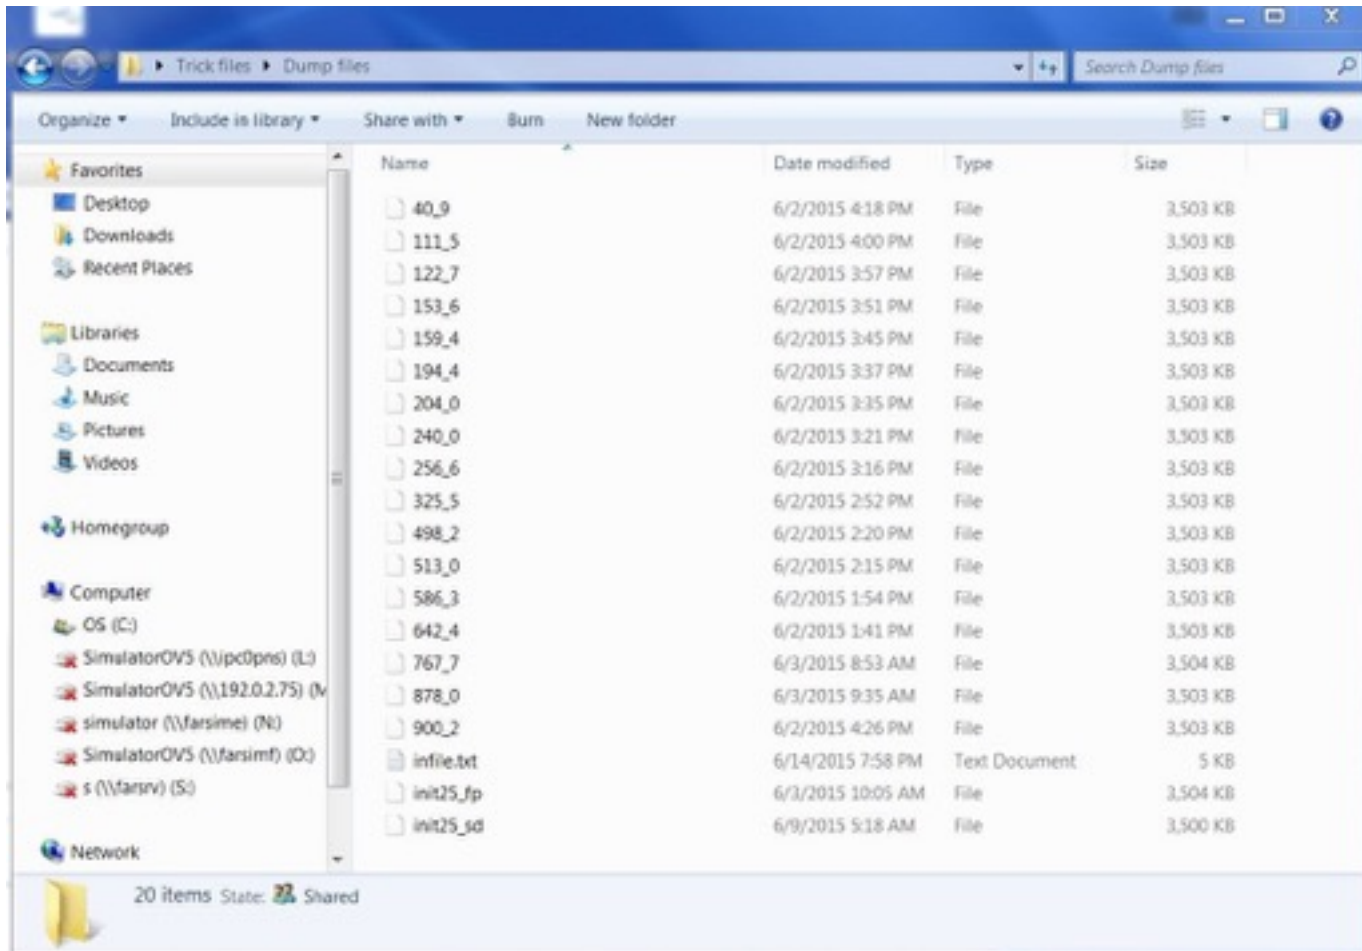 Trick files Dump files Search Dump files
Organize Include in library Share with Burn New folder
Favorites
Desktop
Downloads
Recent Places
Libraries
Documents
Music
Pictures
Videos
Homegroup
Computer
OS (C:)
SimulatorOV5 (\\ipc0pns) (L:)
SimulatorOV5 (\\192.0.2.75) (M
simulator (\\farsime) (N:)
SimulatorOV5 (\\farsimf) (O:)
s (\\farsrv) (S:)
Network
Name Date modified Type Size
40_9 6/2/2015 4:18 PM File 3,503 KB
111_5 6/2/2015 4:00 PM File 3,503 KB
122_7 6/2/2015 3:57 PM File 3,503 KB
153_6 6/2/2015 3:51 PM File 3,503 KB
159_4 6/2/2015 3:45 PM File 3,503 KB
194_4 6/2/2015 3:37 PM File 3,503 KB
204_0 6/2/2015 3:35 PM File 3,503 KB
240_0 6/2/2015 3:21 PM File 3,503 KB
256_6 6/2/2015 3:16 PM File 3,503 KB
325_5 6/2/2015 2:52 PM File 3,503 KB
498_2 6/2/2015 2:20 PM File 3,503 KB
513_0 6/2/2015 2:15 PM File 3,503 KB
586_3 6/2/2015 1:54 PM File 3,503 KB
642_4 6/2/2015 1:41 PM File 3,503 KB
767_7 6/3/2015 8:53 AM File 3,504 KB
878_0 6/3/2015 9:35 AM File 3,503 KB
900_2 6/2/2015 4:26 PM File 3,503 KB
infile.txt 6/14/2015 7:58 PM Text Document 5 KB
init25_fp 6/3/2015 10:05 AM File 3,504 KB
init25_sd 6/9/2015 5:18 AM File 3,500 KB
20 items State: Shared